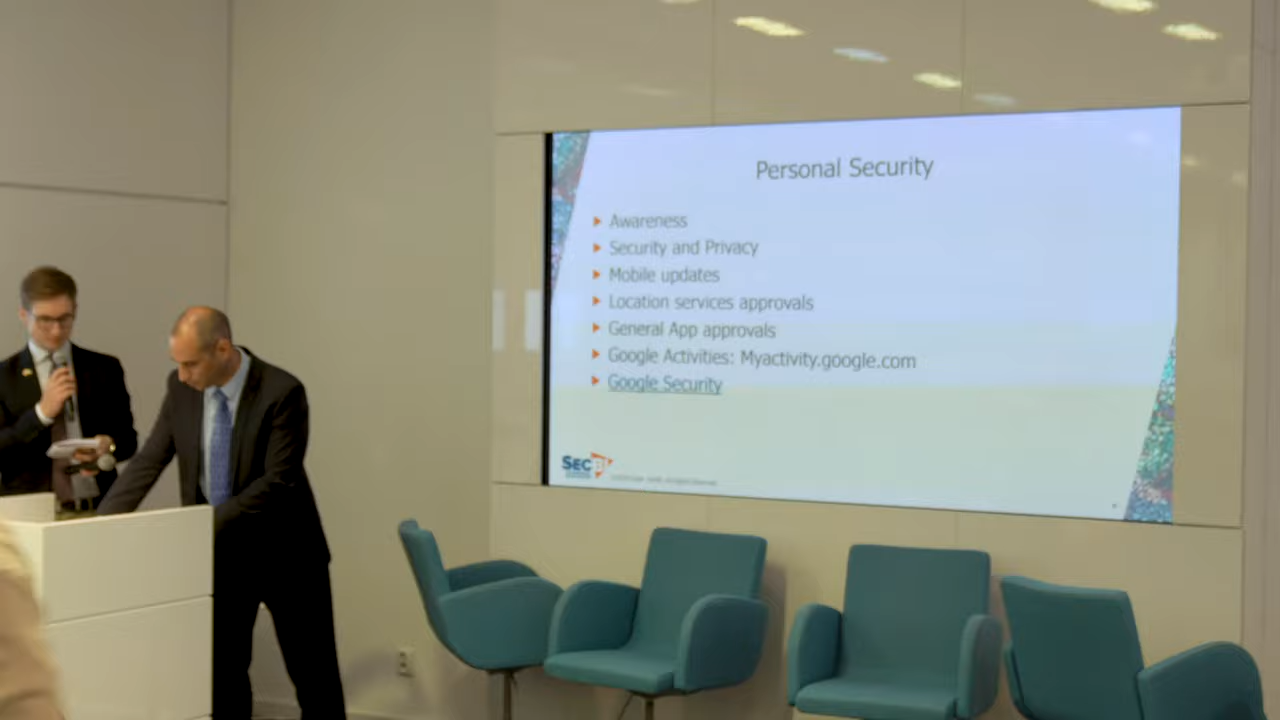 Personal Security
Awareness
Security and Privacy
Mobile updates
Location services approvals
General App approvals
Google Activities: Myactivity.google.com
Google Security
SECBI